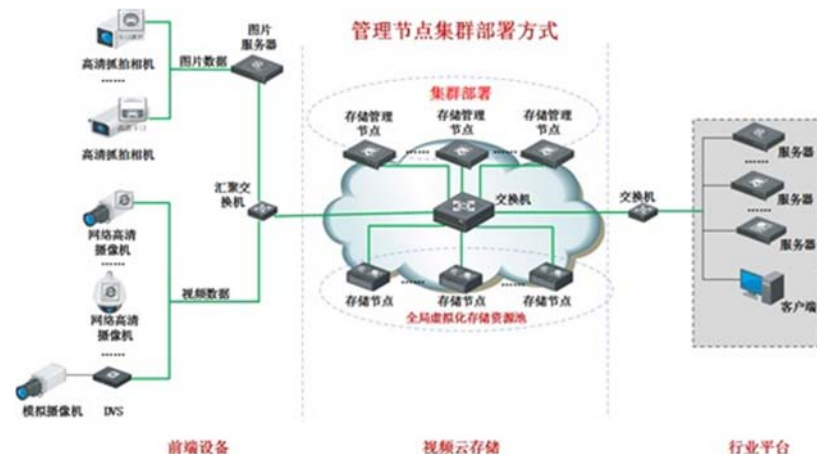 管理节点集群部署方式
图片
服务器
高清抓拍相机
图片数据
……
高清抓拍相机
集群部署
存储管理
节点
存储管理
节点
存储管理
节点
……
……
汇聚交
换机
交换机
交换机
服务器
……
服务器
……
服务器
客户端
网络高清
摄像机
……
视频数据
网络高清
摄像机
……
模拟摄像机
DVS
……
……
存储节点
存储节点
存储节点
全局虚拟化存储资源池
前端设备
视频云存储
行业平台